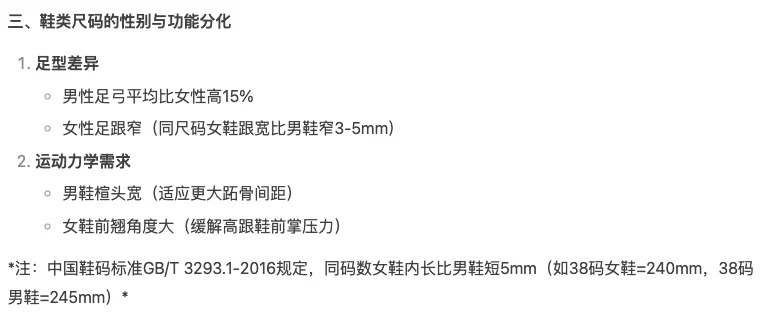 三、鞋类尺码的性别与功能分化
1. 足型差异
○ 男性足弓平均比女性高15%
○ 女性足跟窄（同尺码女鞋跟宽比男鞋窄3-5mm）
2. 运动力学需求
○ 男鞋楦头宽（适应更大跖骨间距）
○ 女鞋前翘角度大（缓解高跟鞋前掌压力）
*注：中国鞋码标准GB/T 3293.1-2016规定，同码数女鞋内长比男鞋短5mm（如38码女鞋=240mm，38码
男鞋=245mm）*